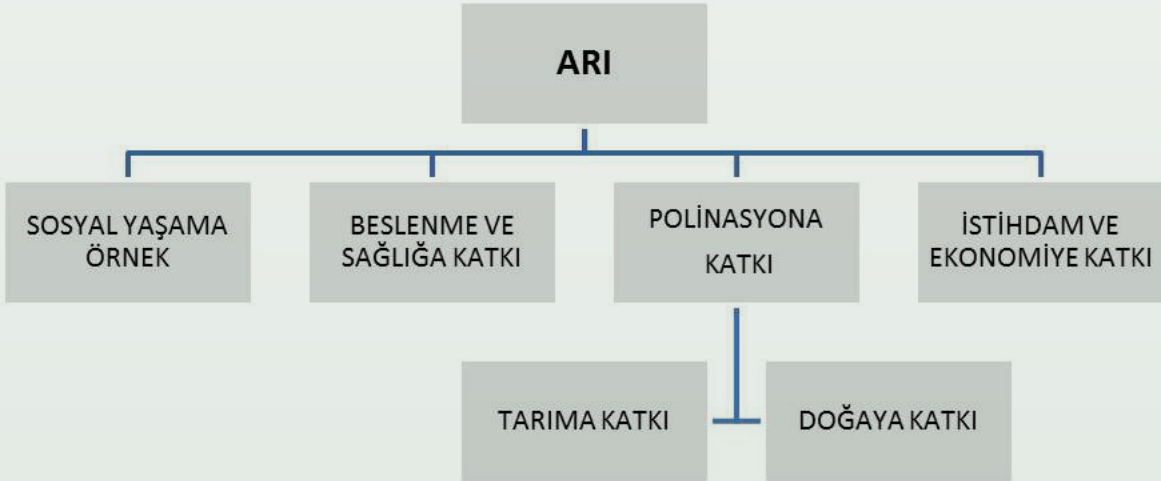 ARI
SOSYAL YAŞAMA
ÖRNEK
BESLENME VE
SAĞLIĞA KATKI
POLİNASYONA
KATKI
İSTİHDAM VE
EKONOMİYE KATKI
TARIMA KATKI
DOĞAYA KATKI